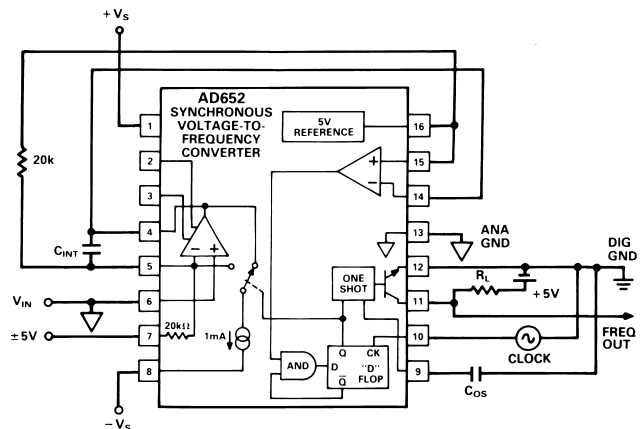 + Vs
AD652
SYNCHRONOUS
VOLTAGE-TO-
FREQUENCY
CONVERTER
5V
REFERENCE
1
16
2
15
+
−
20k
3
14
4
13
ANA
GND
CINT
− +
DIG
GND
5
12
ONE
SHOT
RL
+5V
VIN
6
11
FREQ
OUT
±5V
7
20kΩ
1mA
10
CLOCK
AND
Q CK
D "D"
FLOP
Q̅
8
9
COS
− Vs